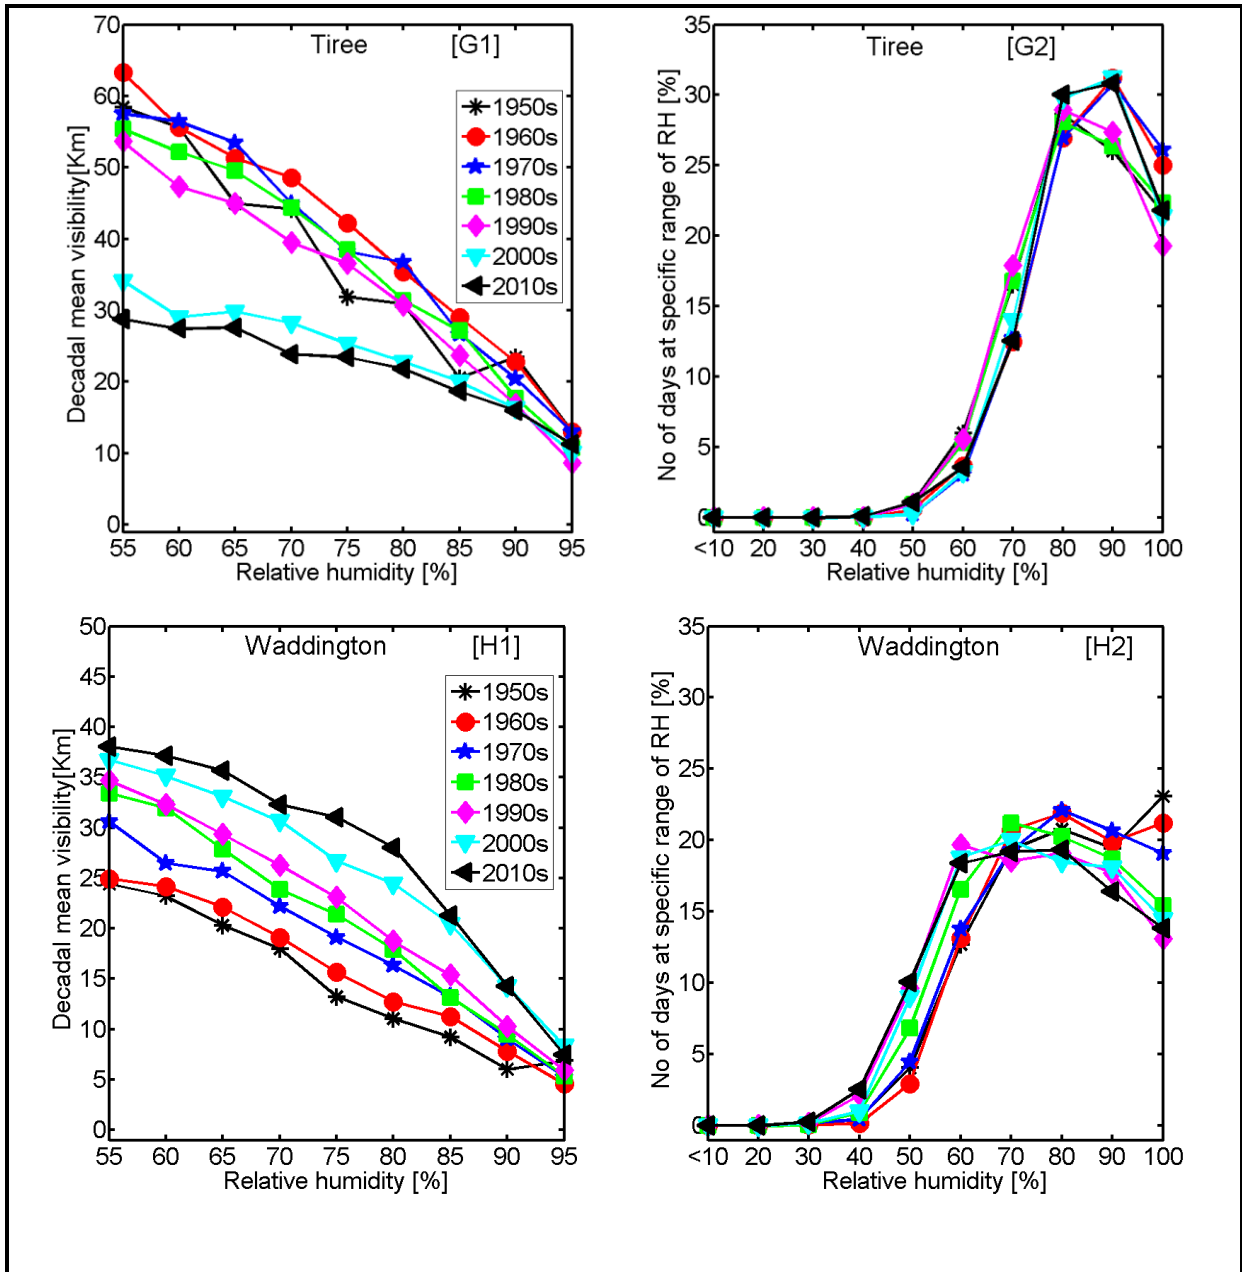 Tiree [G1]
Decadal mean visibility[Km]
70
60
50
40
30
20
10
0
1950s
1960s
1970s
1980s
1990s
2000s
2010s
55 60 65 70 75 80 85 90 95
Relative humidity [%]
Tiree [G2]
No of days at specific range of RH [%]
35
30
25
20
15
10
5
0
<10 20 30 40 50 60 70 80 90 100
Relative humidity [%]
Waddington [H1]
Decadal mean visibility[Km]
50
45
40
35
30
25
20
15
10
5
0
1950s
1960s
1970s
1980s
1990s
2000s
2010s
55 60 65 70 75 80 85 90 95
Relative humidity [%]
Waddington [H2]
No of days at specific range of RH [%]
35
30
25
20
15
10
5
0
<10 20 30 40 50 60 70 80 90 100
Relative humidity [%]